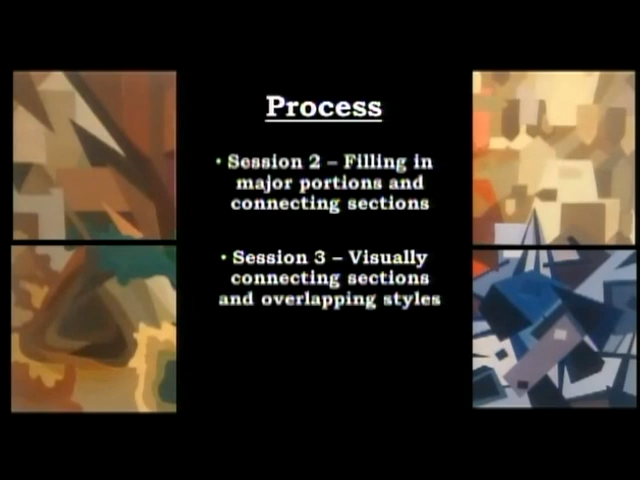 Process
• Session 2 – Filling in
major portions and
connecting sections
• Session 3 – Visually
connecting sections
and overlapping styles